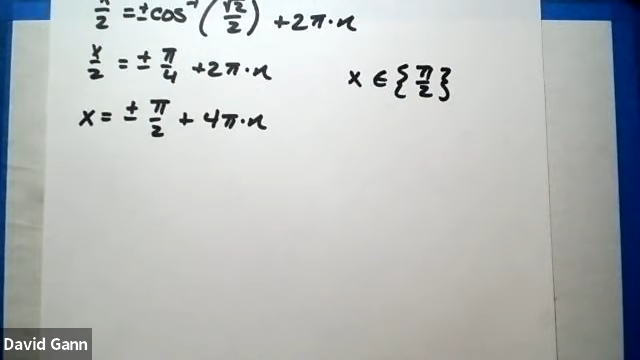 x/2 = ±cos⁻¹(√2/2) + 2π·n
x/2 = ± π/4 + 2π·n
x ∈ {π/2}
x = ± π/2 + 4π·n
David Gann